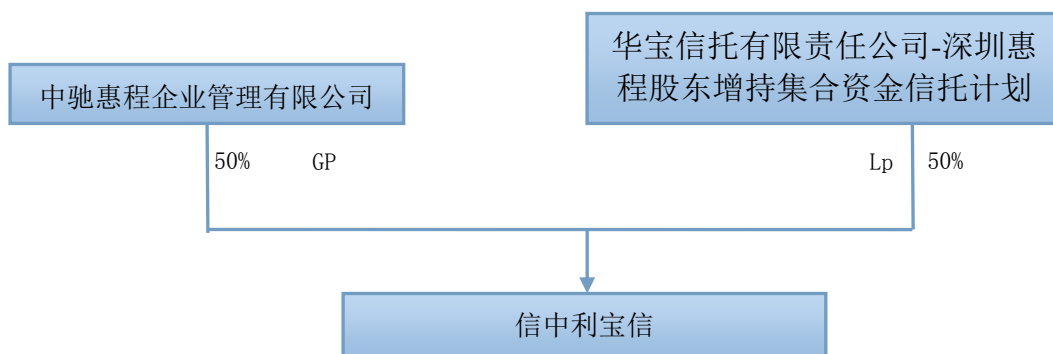 中驰惠程企业管理有限公司
华宝信托有限责任公司-深圳惠
程股东增持集合资金信托计划
50% GP
Lp 50%
信中利宝信